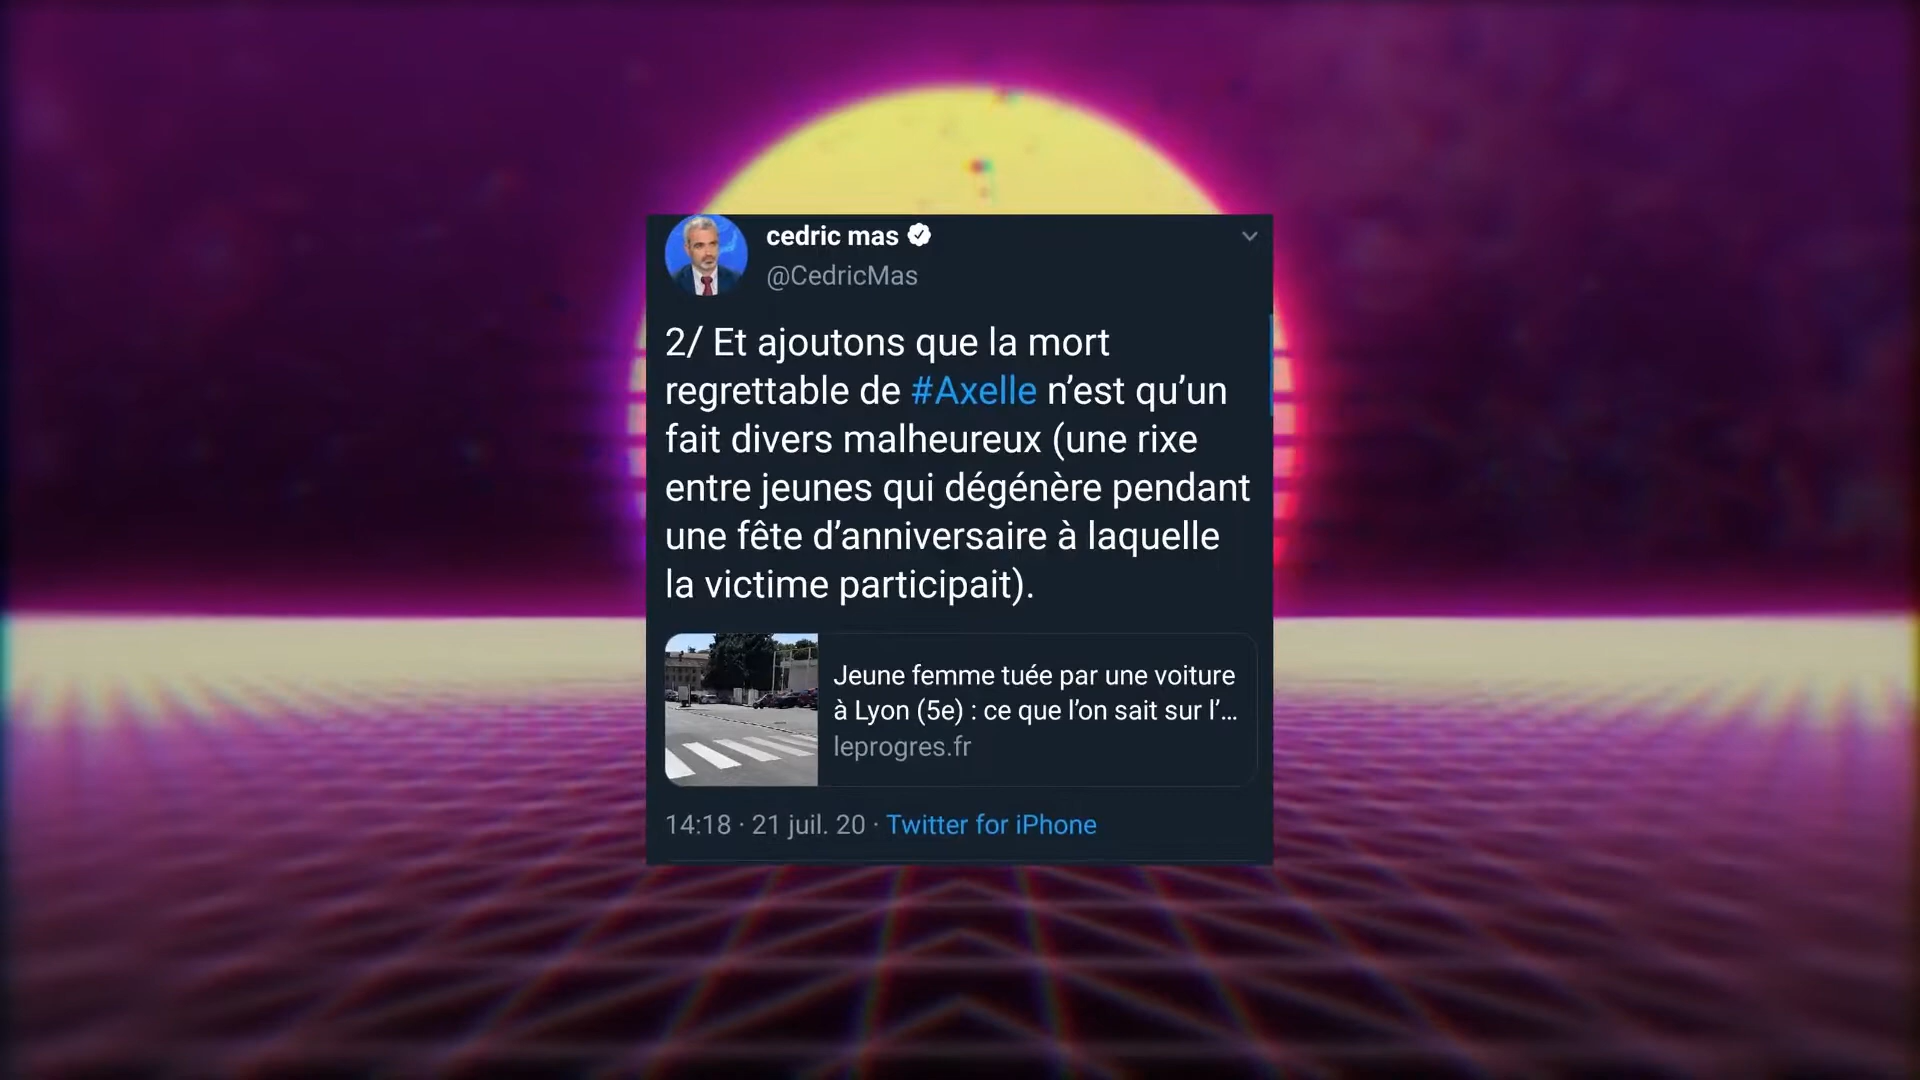 cedric mas
@CedricMas
2/ Et ajoutons que la mort
regrettable de #Axelle n’est qu’un
fait divers malheureux (une rixe
entre jeunes qui dégénère pendant
une fête d’anniversaire à laquelle
la victime participait).
Jeune femme tuée par une voiture
à Lyon (5e) : ce que l’on sait sur l’...
leprogres.fr
14:18 · 21 juil. 20 · Twitter for iPhone